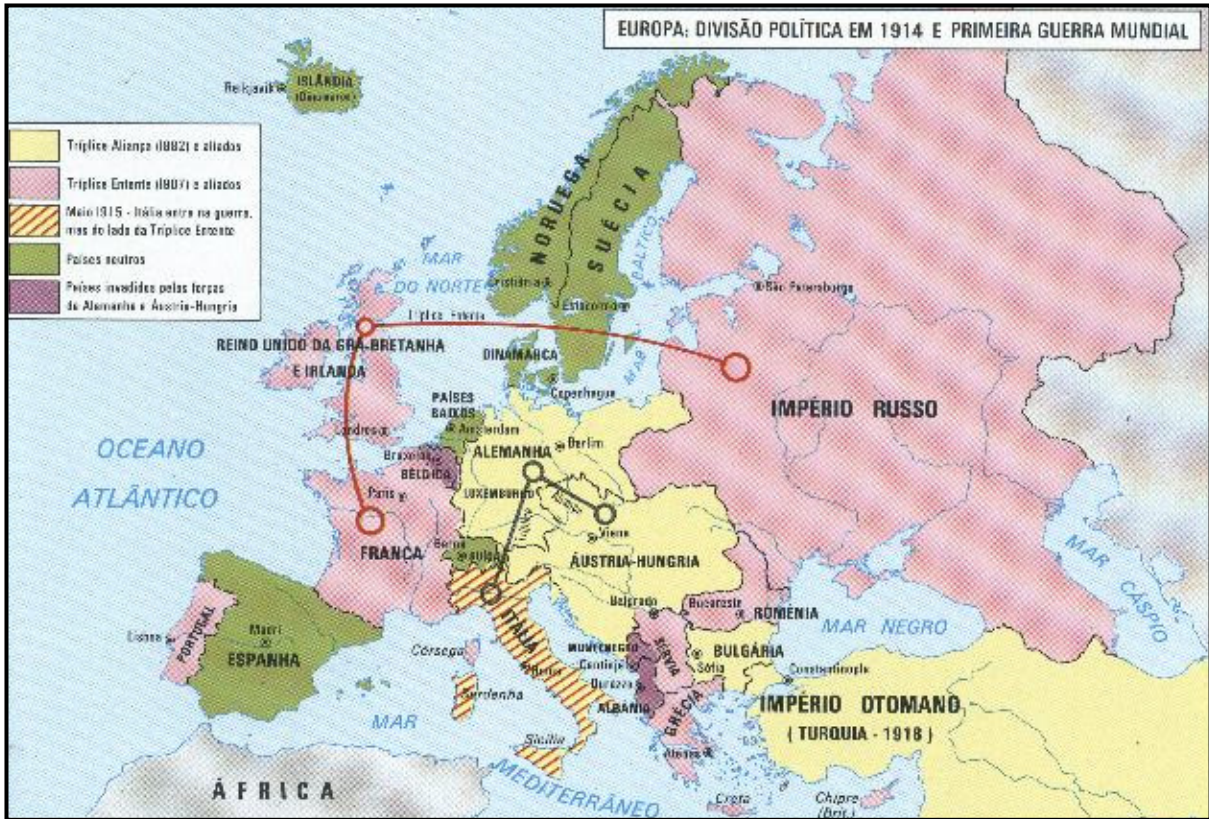 EUROPA: DIVISÃO POLÍTICA EM 1914 E PRIMEIRA GUERRA MUNDIAL
Tríplice Aliança (1882) e aliados
Tríplice Entente (1907) e aliados
Maio 1915 - Itália entra na guerra,
mas do lado da Tríplice Entente
Países neutros
Países invadidos pelas forças
da Alemanha e Áustria-Hungria
Reikjavik
ISLÂNDIA
(Dinamarca)
NORUEGA
SUÉCIA
MAR
DO NORTE
Cristiânia
Estocolmo
MAR BÁLTICO
São Petersburgo
Tríplice Entente
REINO UNIDO DA GRÃ-BRETANHA
E IRLANDA
DINAMARCA
Copenhague
PAÍSES
BAIXOS
Amsterdam
Londres
IMPÉRIO RUSSO
OCEANO
ATLÂNTICO
Bruxelas
BÉLGICA
ALEMANHA
Berlim
LUXEMBURGO
Paris
FRANÇA
Berna
SUÍÇA
Viena
ÁUSTRIA-HUNGRIA
ITÁLIA
Belgrado
Bucareste
ROMÊNIA
MAR NEGRO
MAR CÁSPIO
PORTUGAL
Lisboa
Madri
ESPANHA
Córsega
Roma
MONTENEGRO
Centinje
Durazzo
ALBÂNIA
SÉRVIA
BULGÁRIA
Sófia
Constantinopla
IMPÉRIO OTOMANO
(TURQUIA - 1918)
GRÉCIA
Atenas
Sardenha
Sicília
MAR
MEDITERRÂNEO
ÁFRICA
Creta
Chipre
(brit.)